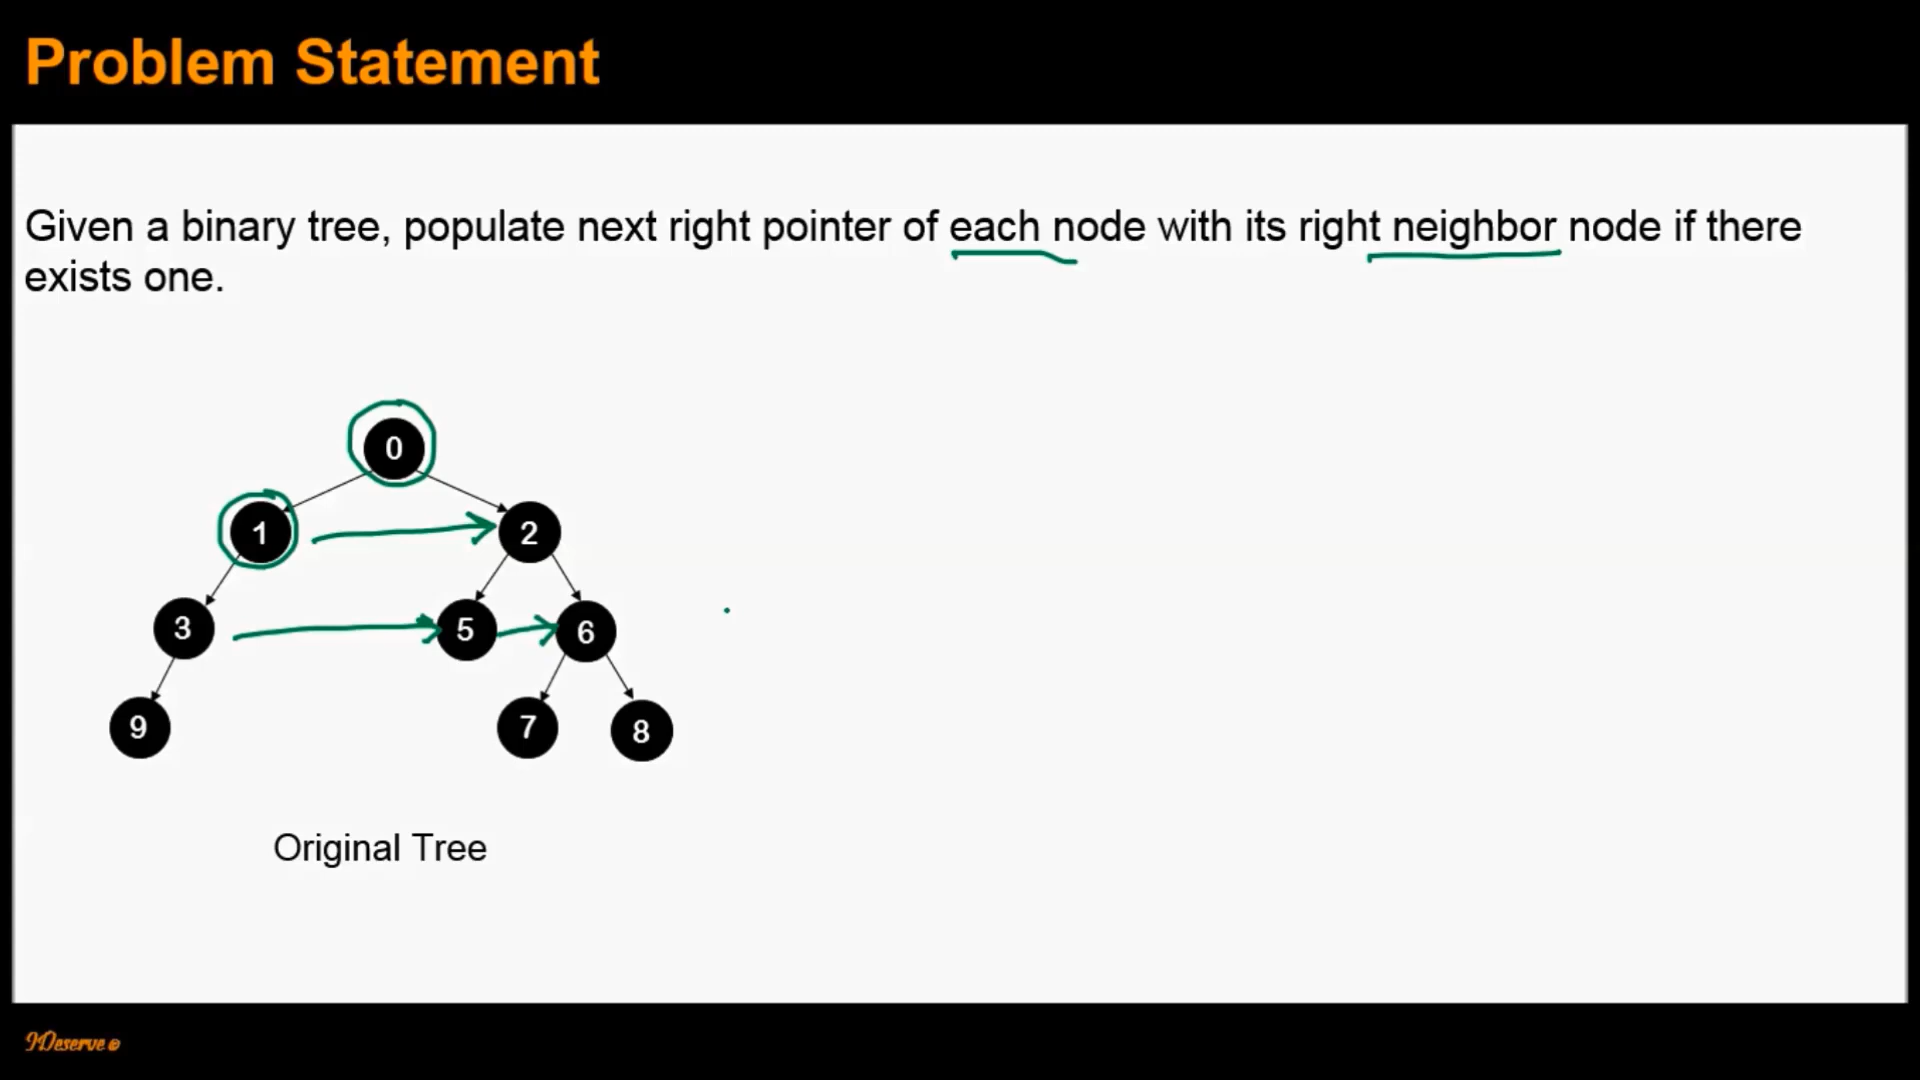 Problem Statement
Given a binary tree, populate next right pointer of each node with its right neighbor node if there
exists one.
0
1 2
3 5 6
9 7 8
Original Tree
IDeserve